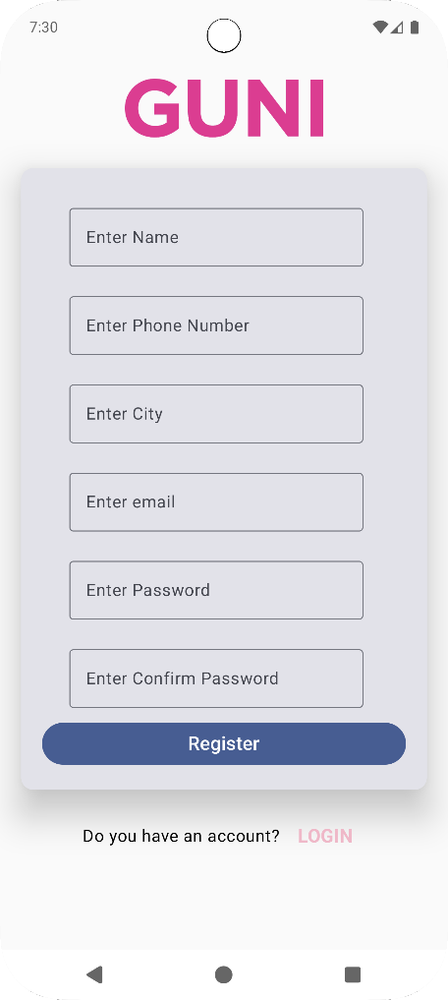 7:30
GUNI
Enter Name
Enter Phone Number
Enter City
Enter email
Enter Password
Enter Confirm Password
Register
Do you have an account? LOGIN